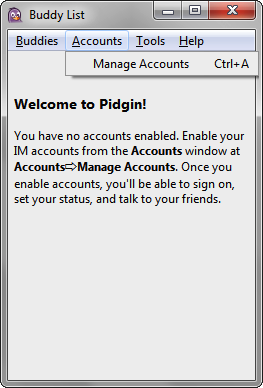 Buddy List
Buddies Accounts Tools Help
Manage Accounts Ctrl+A
Welcome to Pidgin!
You have no accounts enabled. Enable your
IM accounts from the Accounts window at
Accounts⇨Manage Accounts. Once you
enable accounts, you'll be able to sign on,
set your status, and talk to your friends.